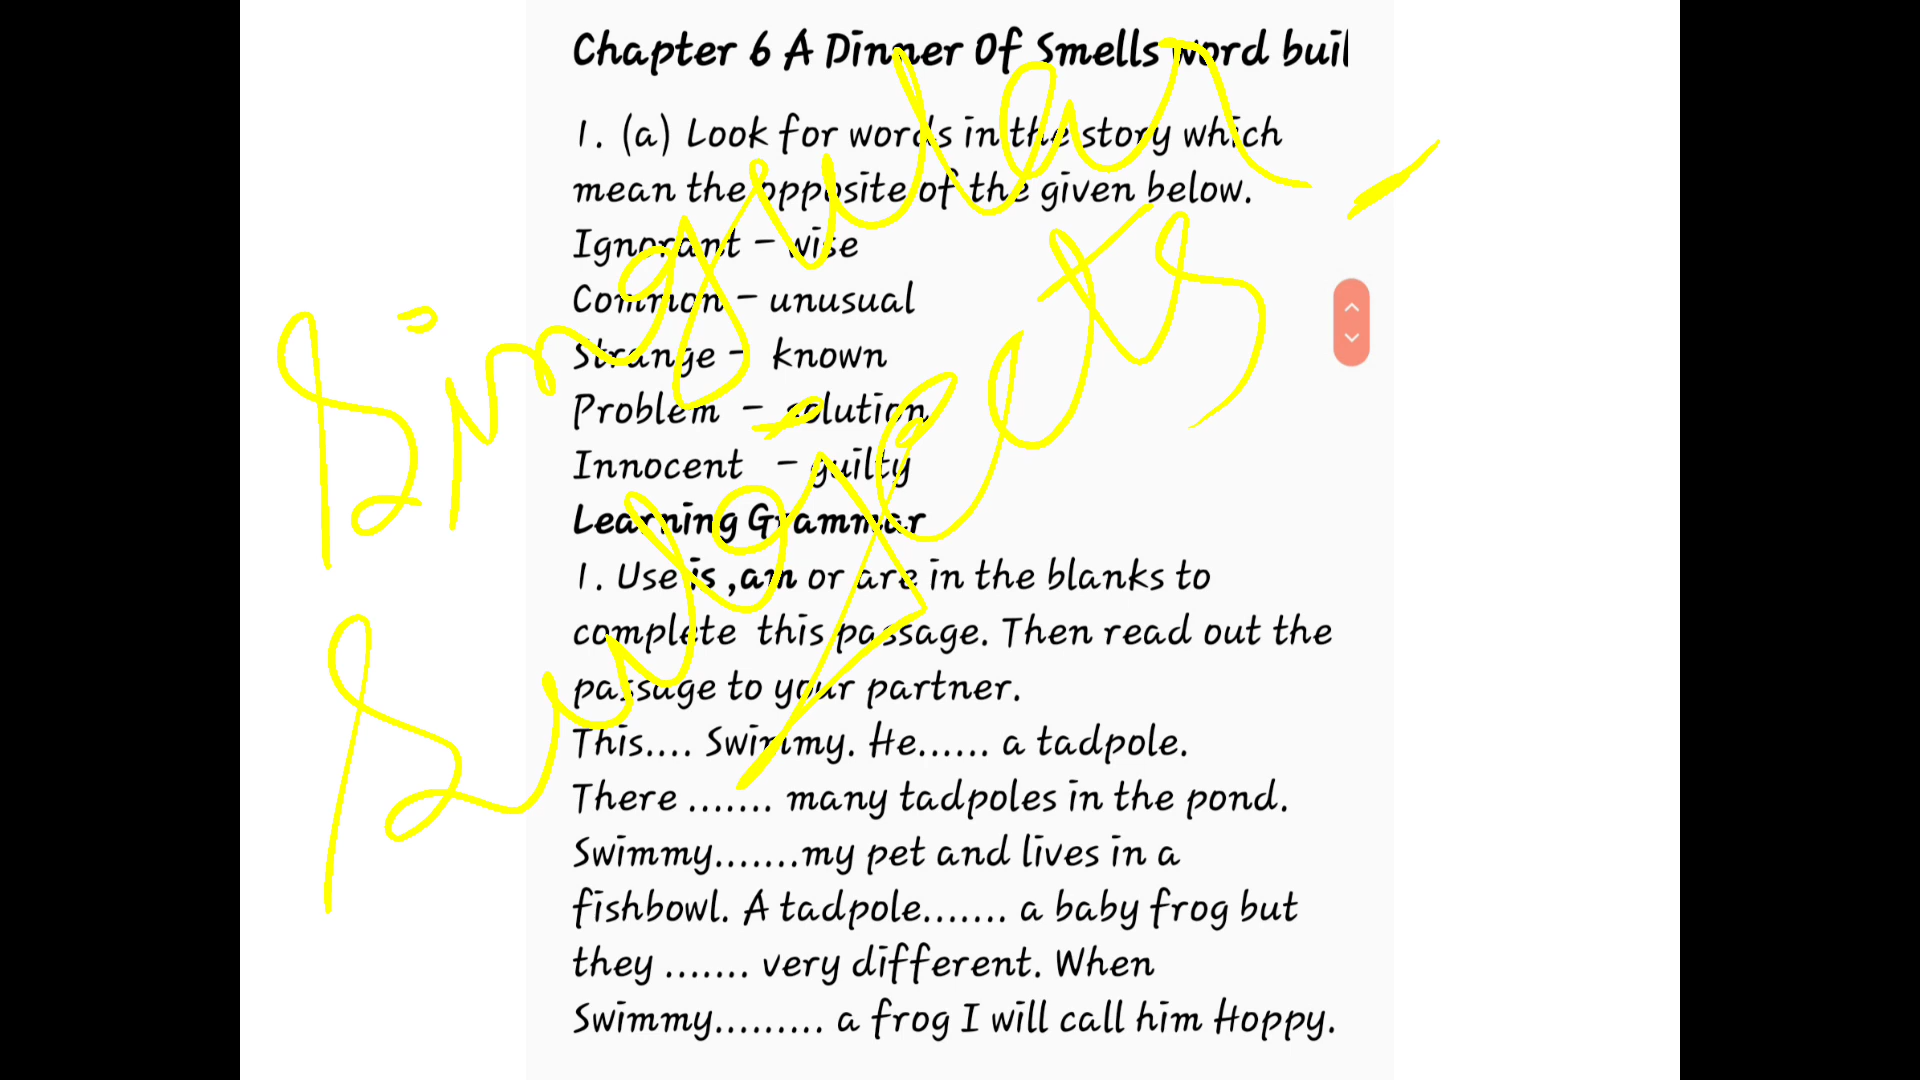 Chapter 6 A Dinner Of Smells word buil
1. (a) Look for words in the story which
mean the opposite of the given below.
Ignorant - wise
Common - unusual
Strange - known
Problem - solution
Innocent - guilty
Learning Grammar
1. Use is ,am or are in the blanks to
complete this passage. Then read out the
passage to your partner.
This.... Swimmy. He...... a tadpole.
There ....... many tadpoles in the pond.
Swimmy.......my pet and lives in a
fishbowl. A tadpole....... a baby frog but
they ....... very different. When
Swimmy......... a frog I will call him Hoppy.
Singular -
Subjects